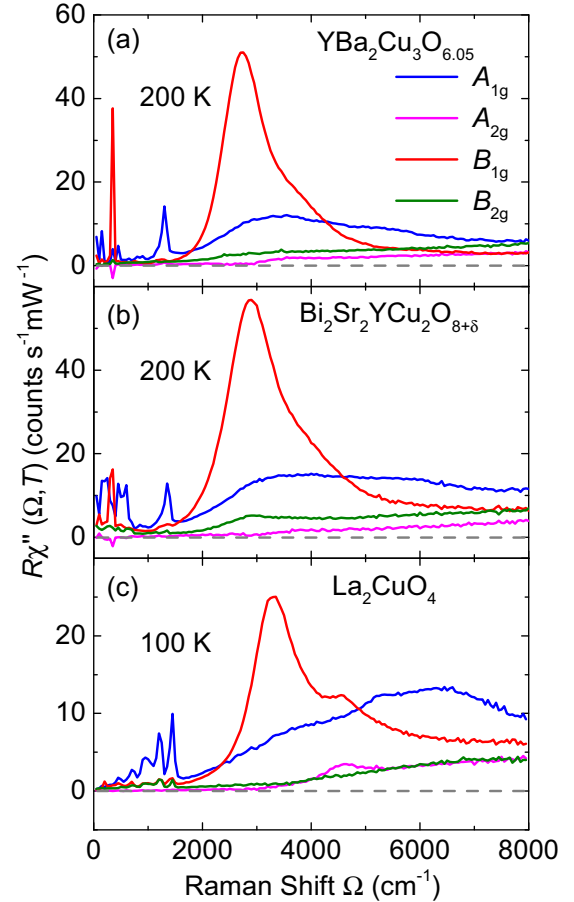 (a) YBa₂Cu₃O₆.₀₅
60
200 K
A₁g
40
A₂g
B₁g
20
B₂g
0
(b) Bi₂Sr₂YCu₂O₈₊δ
200 K
40
20
0
(c) La₂CuO₄
100 K
20
10
0
Rχ'' (Ω,T) (counts s⁻¹mW⁻¹)
0 2000 4000 6000 8000
Raman Shift Ω (cm⁻¹)